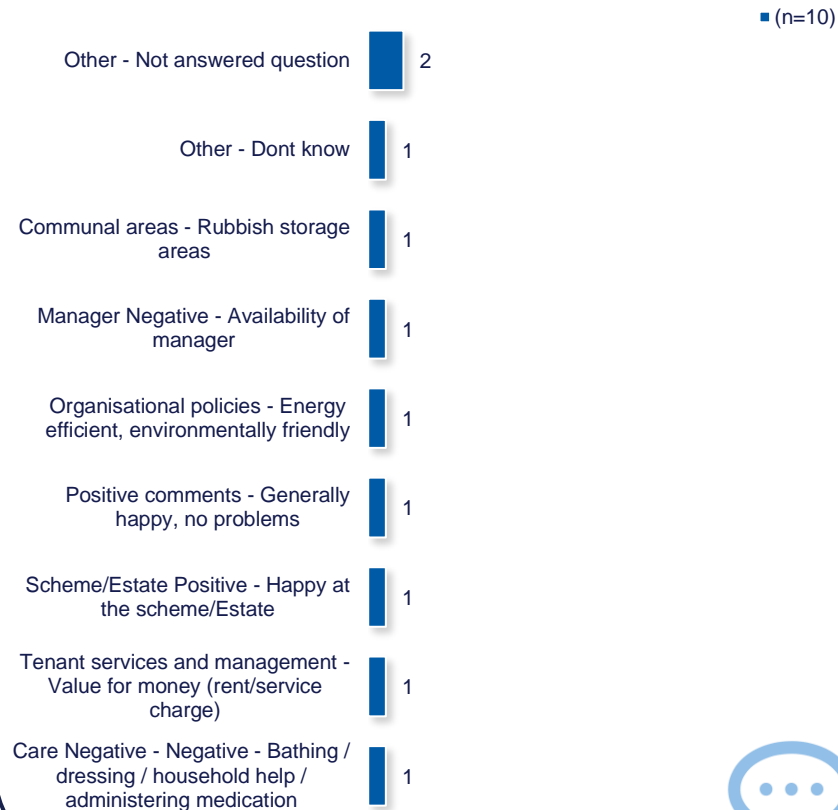 (n=10)
Other - Not answered question
2
Other - Dont know
1
Communal areas - Rubbish storage
areas
1
Manager Negative - Availability of
manager
1
Organisational policies - Energy
efficient, environmentally friendly
1
Positive comments - Generally
happy, no problems
1
Scheme/Estate Positive - Happy at
the scheme/Estate
1
Tenant services and management -
Value for money (rent/service
charge)
1
Care Negative - Negative - Bathing /
dressing / household help /
administering medication
1